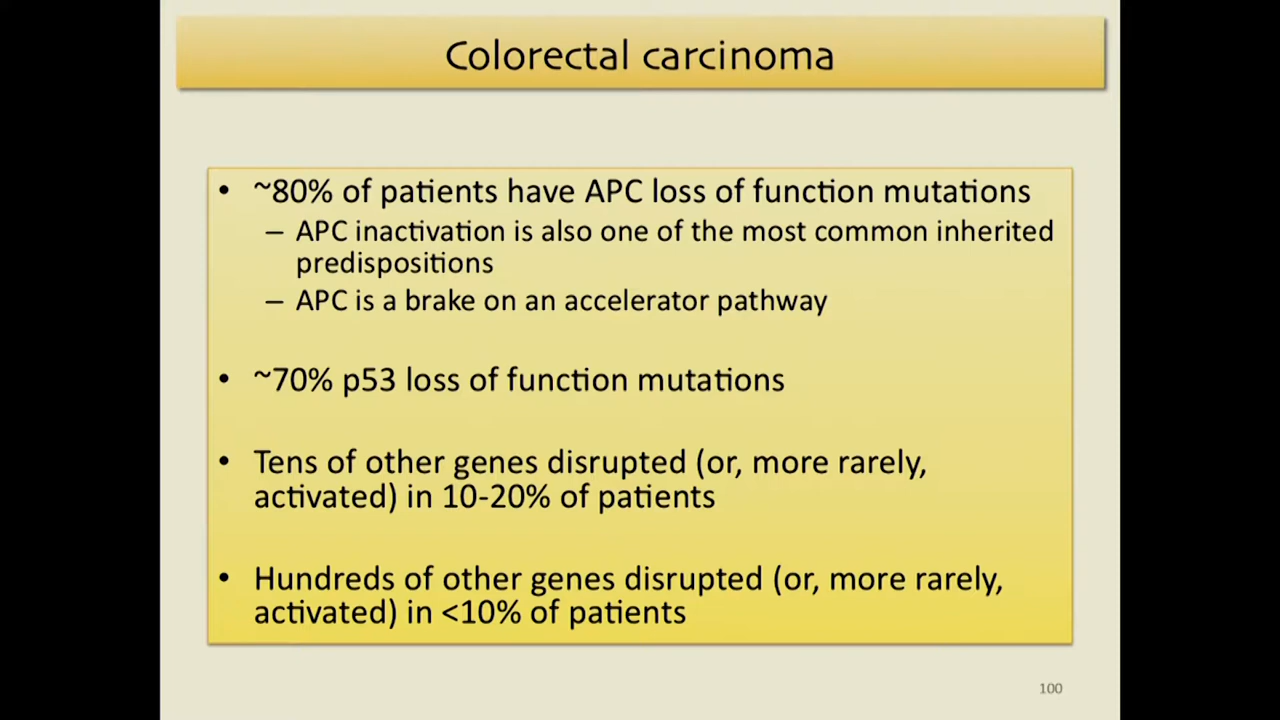 Colorectal carcinoma
• ~80% of patients have APC loss of function mutations
– APC inactivation is also one of the most common inherited
predispositions
– APC is a brake on an accelerator pathway
• ~70% p53 loss of function mutations
• Tens of other genes disrupted (or, more rarely,
activated) in 10-20% of patients
• Hundreds of other genes disrupted (or, more rarely,
activated) in <10% of patients
100